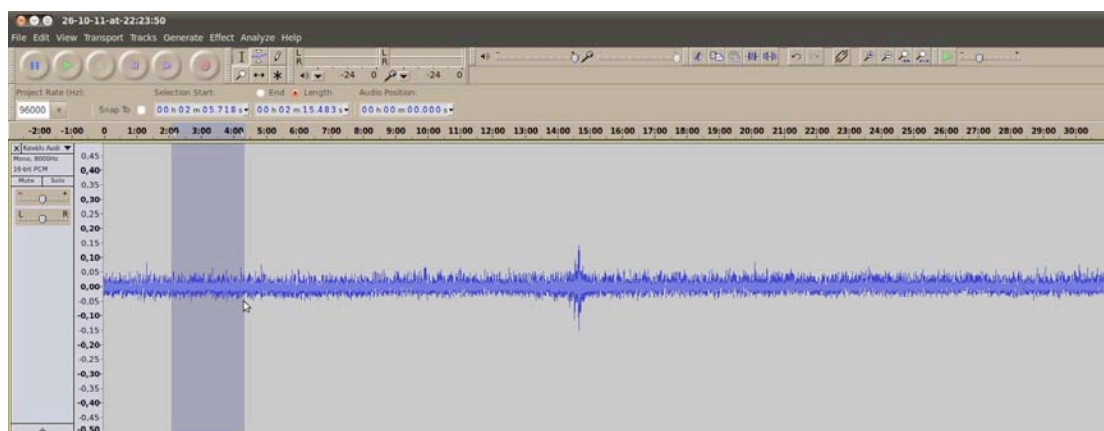 26-10-11-at-22:23:50
File Edit View Transport Tracks Generate Effect Analyze Help
L
R
L
R
-24 0 -24 0
Project Rate (Hz): Selection Start: End Length Audio Position:
96000 Snap To 00 h 02 m 05.718 s 00 h 02 m 15.483 s 00 h 00 m 00.000 s
-2:00 -1:00 0 1:00 2:00 3:00 4:00 5:00 6:00 7:00 8:00 9:00 10:00 11:00 12:00 13:00 14:00 15:00 16:00 17:00 18:00 19:00 20:00 21:00 22:00 23:00 24:00 25:00 26:00 27:00 28:00 29:00 30:00
X Audi
Mono, 8000Hz
16-bit PCM
Mute Solo
- +
L R
0,45
0,40
0,35
0,30
0,25
0,20
0,15
0,10
0,05
0,00
-0,05
-0,10
-0,15
-0,20
-0,25
-0,30
-0,35
-0,40
-0,45
-0,50